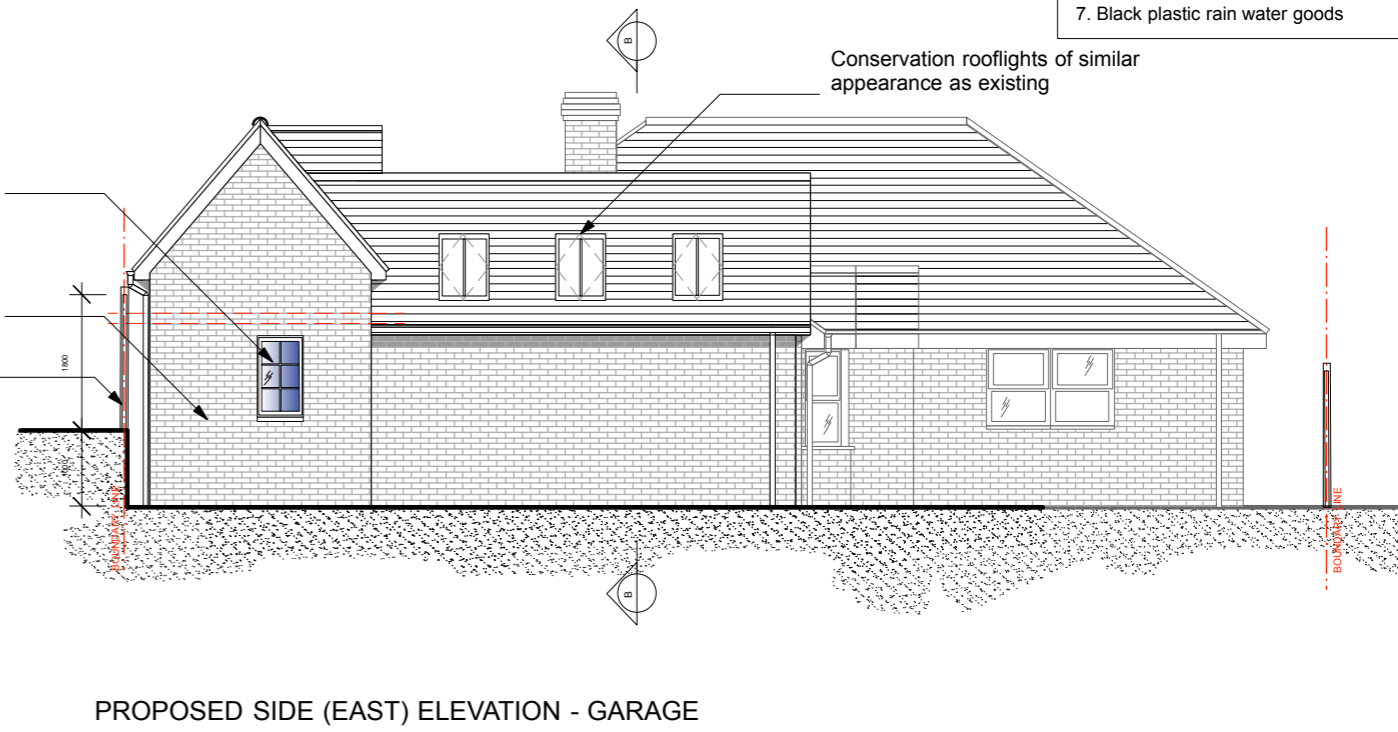 7. Black plastic rain water goods
B
Conservation rooflights of similar
appearance as existing
1800
BOUNDARY LINE
BOUNDARY LINE
B
PROPOSED SIDE (EAST) ELEVATION - GARAGE